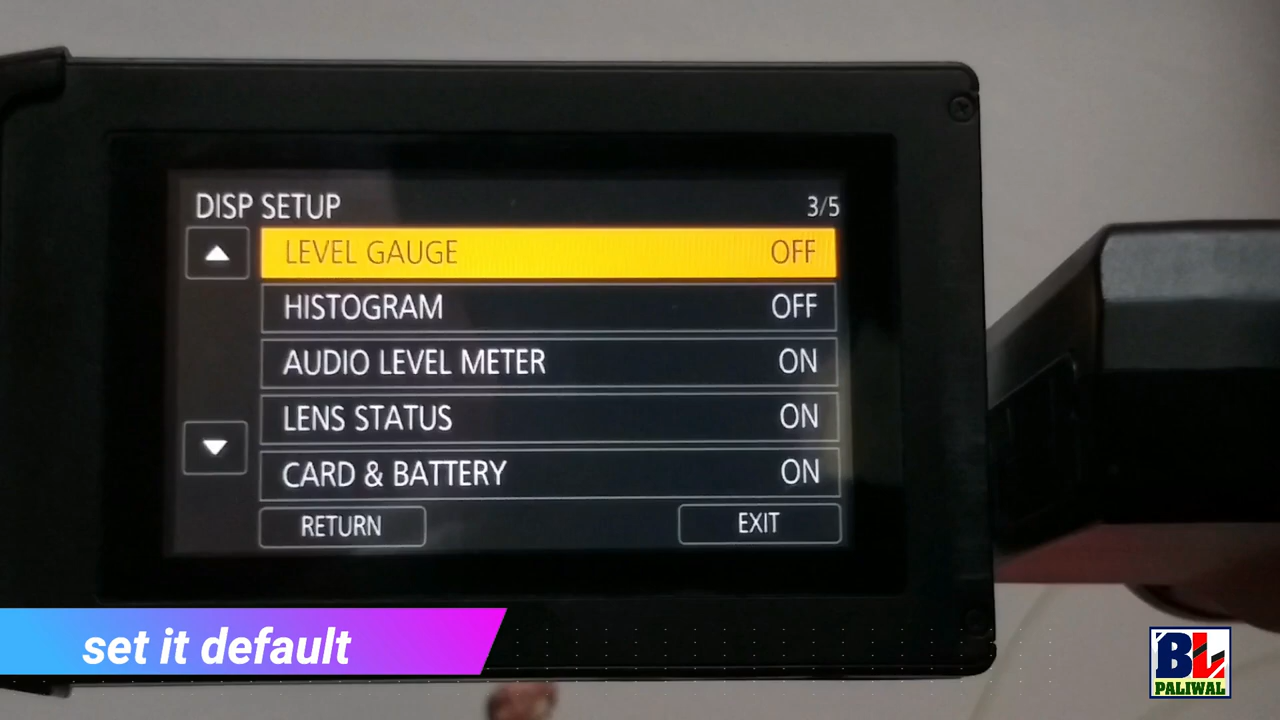 DISP SETUP 3/5
LEVEL GAUGE OFF
HISTOGRAM OFF
AUDIO LEVEL METER ON
LENS STATUS ON
CARD & BATTERY ON
RETURN EXIT
set it default
BL
PALIWAL